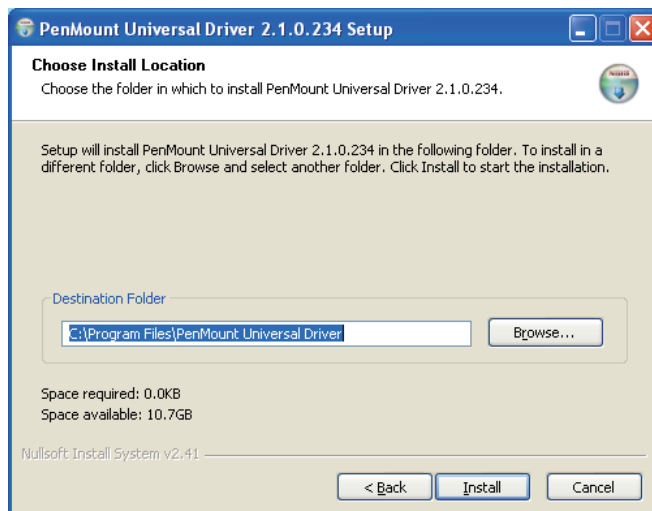 PenMount Universal Driver 2.1.0.234 Setup
Choose Install Location
Choose the folder in which to install PenMount Universal Driver 2.1.0.234.
Setup will install PenMount Universal Driver 2.1.0.234 in the following folder. To install in a
different folder, click Browse and select another folder. Click Install to start the installation.
Destination Folder
C:\Program Files\PenMount Universal Driver
Browse...
Space required: 0.0KB
Space available: 10.7GB
Nullsoft Install System v2.41
< Back
Install
Cancel